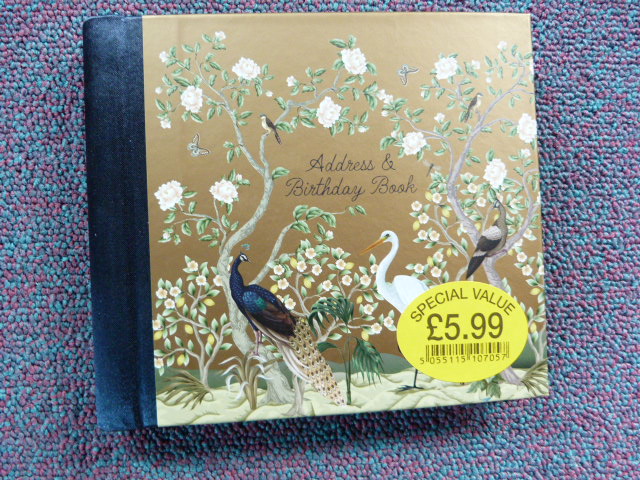 Address &
Birthday Book
SPECIAL VALUE
£5.99
5 055115 107057